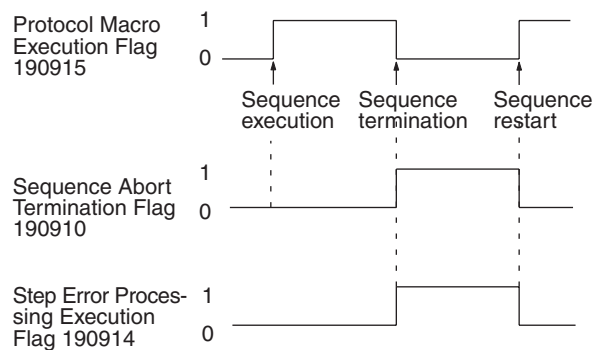 Protocol Macro
Execution Flag
190915
1
0
Sequence
execution
Sequence
termination
Sequence
restart
Sequence Abort
Termination Flag
190910
1
0
Step Error Proces-
sing Execution
Flag 190914
1
0